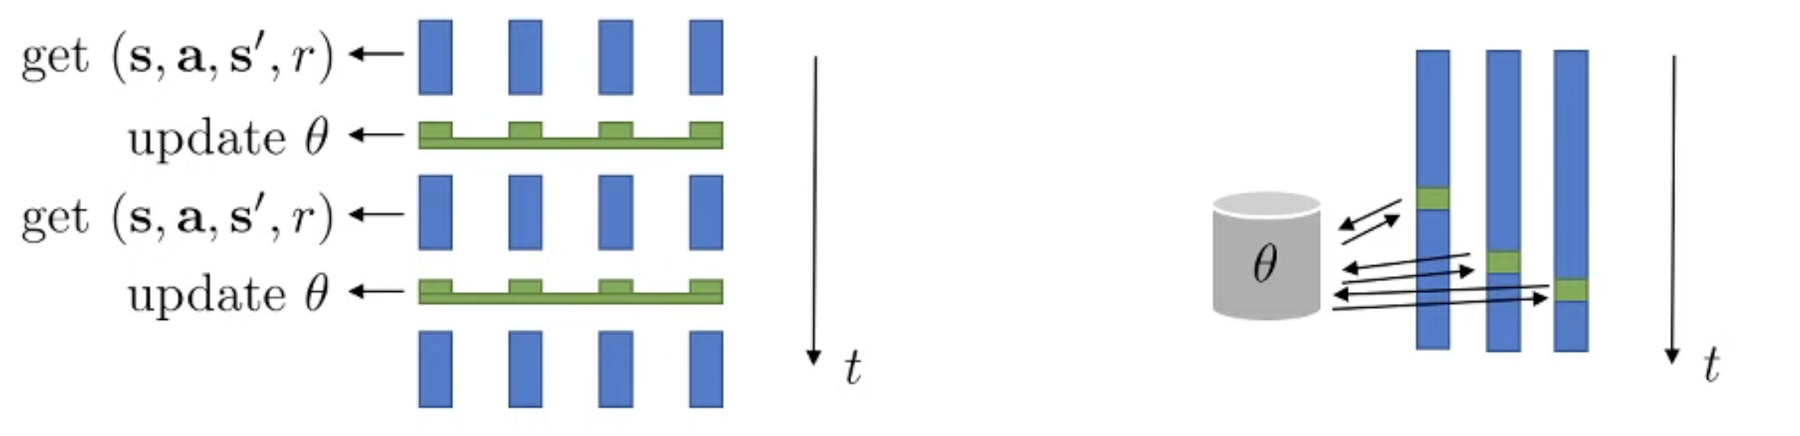 get (s, a, s′, r)
update θ
get (s, a, s′, r)
update θ
t
θ
t